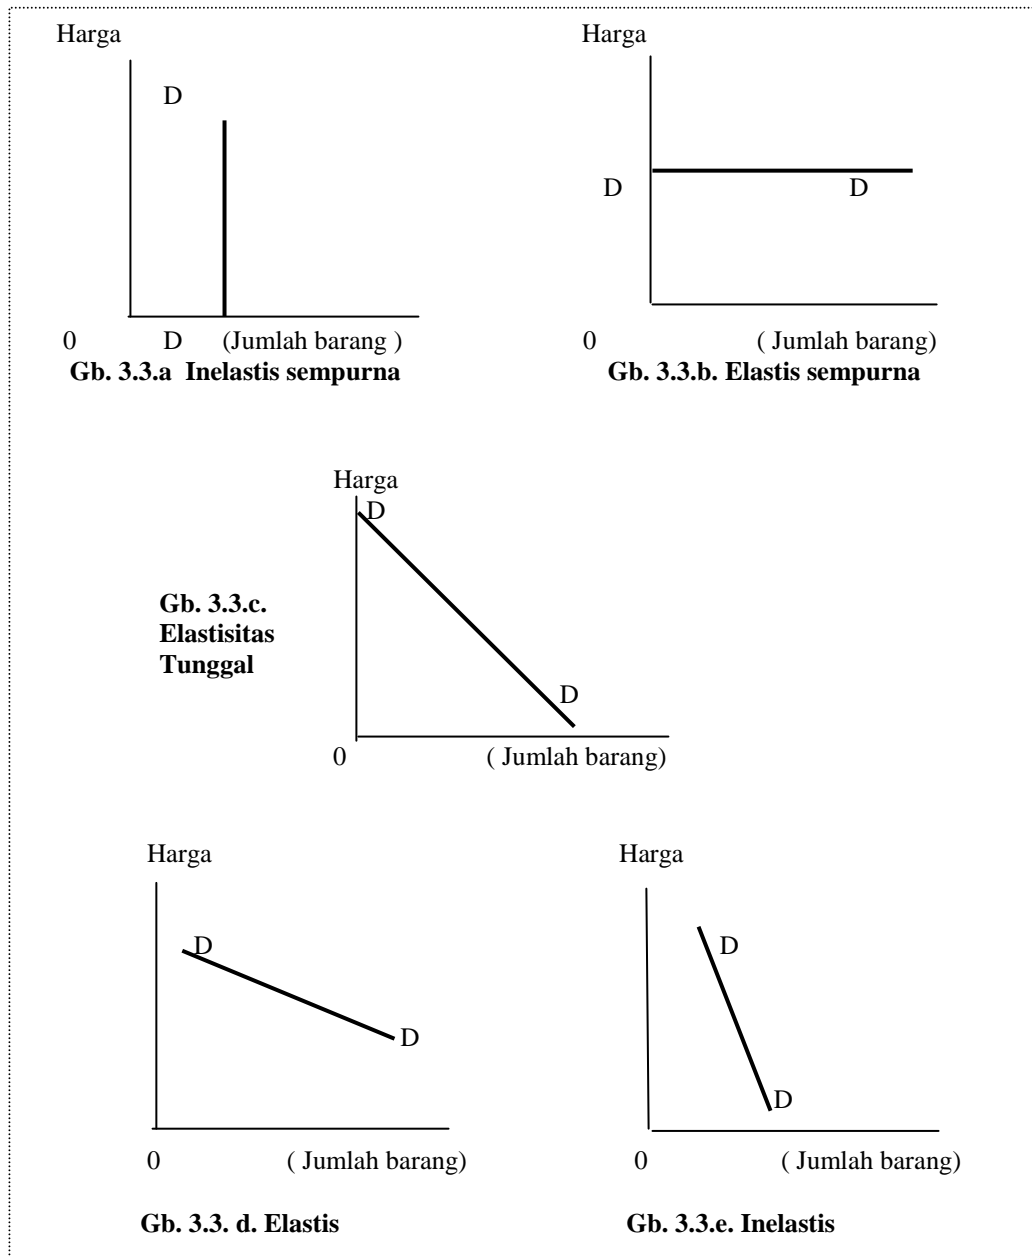 Harga
D
0 D (Jumlah barang )
Gb. 3.3.a Inelastis sempurna
Harga
D D
0 ( Jumlah barang)
Gb. 3.3.b. Elastis sempurna
Harga
D
Gb. 3.3.c.
Elastisitas
Tunggal
D
0 ( Jumlah barang)
Harga
D
D
0 ( Jumlah barang)
Gb. 3.3. d. Elastis
Harga
D
D
0 ( Jumlah barang)
Gb. 3.3.e. Inelastis